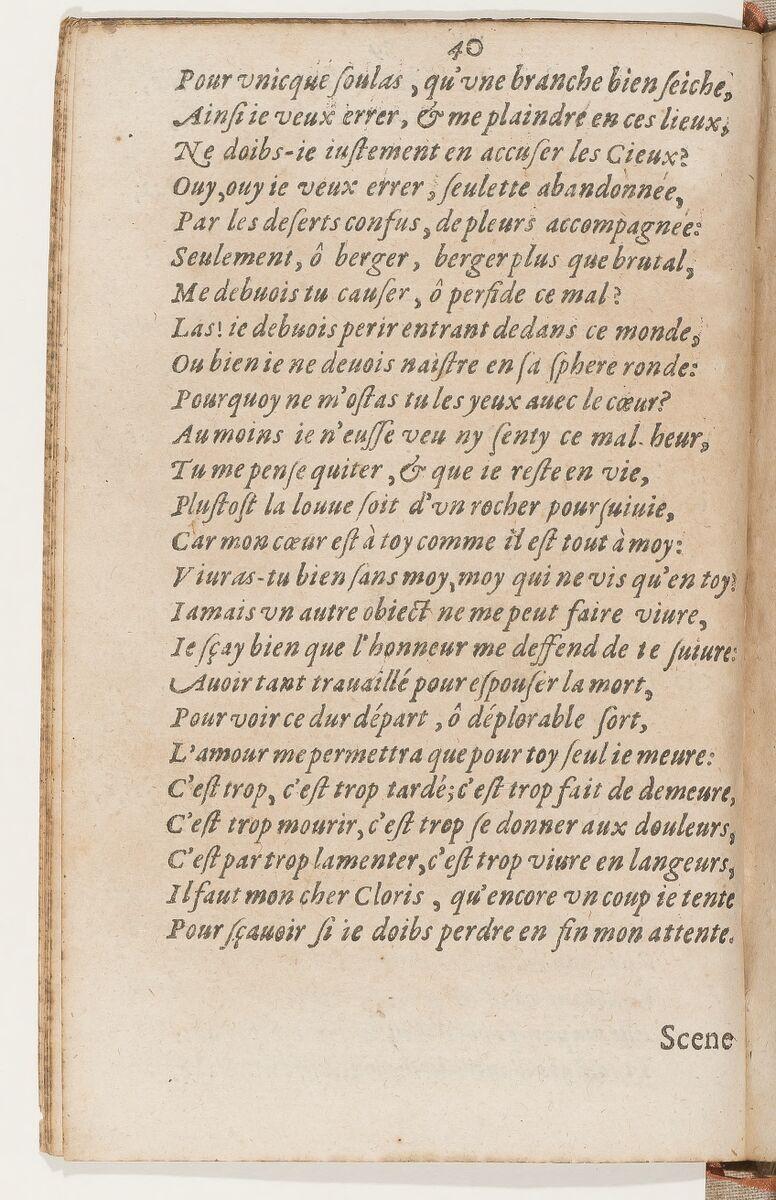 40
Pour vnicque ſoulas, qu'vne branche bien ſeiche,
Ainſi ie veux errer, & me plaindre en ces lieux,
Ne doibs-ie iuſtement en accuſer les Cieux?
Ouy, ouy ie veux errer, ſeulette abandonnée,
Par les deſerts confus, de pleurs accompagnée:
Seulement, ô berger, berger plus que brutal,
Me debuois tu cauſer, ô perfide ce mal?
Las! ie debuois perir entrant dedans ce monde,
Ou bien ie ne deuois naiſtre en ſa ſphere ronde:
Pourquoy ne m'oſtas tu les yeux auec le cœur?
Au moins ie n'euſſe veu ny ſenty ce mal-heur,
Tu me penſe quiter, & que ie reſte en vie,
Pluſtoſt la louue ſoit d'vn rocher pourſuiuie,
Car mon cœur eſt à toy comme il eſt tout à moy:
Viuras-tu bien ſans moy, moy qui ne vis qu'en toy?
Iamais vn autre obiect ne me peut faire viure,
Ie ſçay bien que l'honneur me deffend de te ſuiure:
Auoir tant trauaillé pour eſpouſer la mort,
Pour voir ce dur départ, ô déplorable ſort,
L'amour me permettra que pour toy ſeul ie meure:
C'eſt trop, c'eſt trop tardé; c'eſt trop fait de demeure,
C'eſt trop mourir, c'eſt trop ſe donner aux douleurs,
C'eſt par trop lamenter, c'eſt trop viure en langeurs,
Il faut mon cher Cloris, qu'encore vn coup ie tente
Pour ſçauoir ſi ie doibs perdre en fin mon attente.
Scene